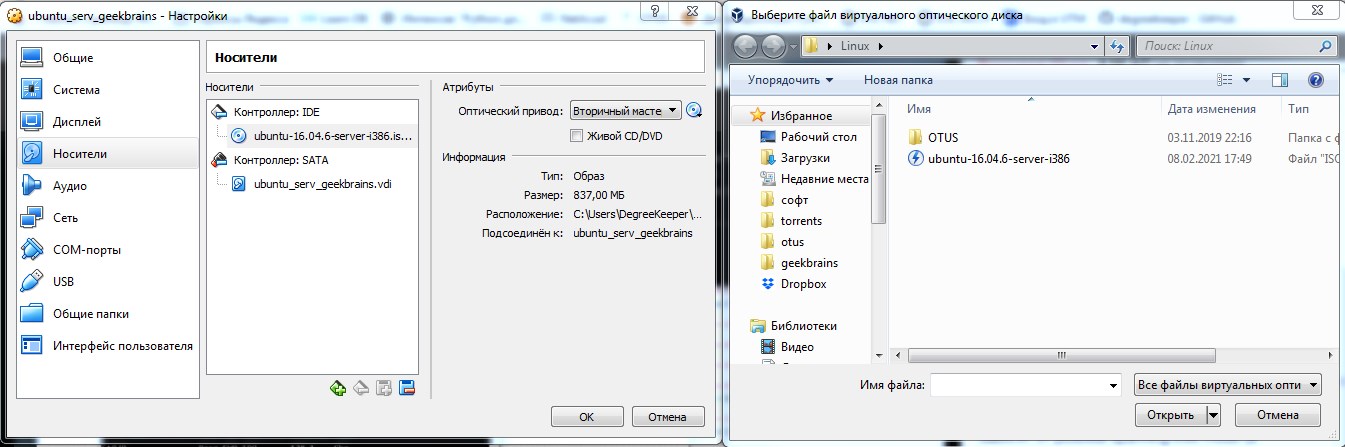 ubuntu_serv_geekbrains - Настройки
Общие
Система
Дисплей
Носители
Аудио
Сеть
COM-порты
USB
Общие папки
Интерфейс пользователя
Носители
Носители
Контроллер: IDE
ubuntu-16.04.6-server-i386.is...
Контроллер: SATA
ubuntu_serv_geekbrains.vdi
Атрибуты
Оптический привод: Вторичный масте
Живой CD/DVD
Информация
Тип: Образ
Размер: 837,00 МБ
Расположение: C:\Users\DegreeKeeper\...
Подсоединён к: ubuntu_serv_geekbrains
OK Отмена
Выберите файл виртуального оптического диска
Linux
Поиск: Linux
Упорядочить Новая папка
Избранное
Рабочий стол
Загрузки
Недавние места
софт
torrents
otus
geekbrains
Dropbox
Библиотеки
Видео
Имя Дата изменения Тип
OTUS 03.11.2019 22:16 Папка с ф
ubuntu-16.04.6-server-i386 08.02.2021 17:49 Файл "ISO
Имя файла: Все файлы виртуальных опти
Открыть Отмена